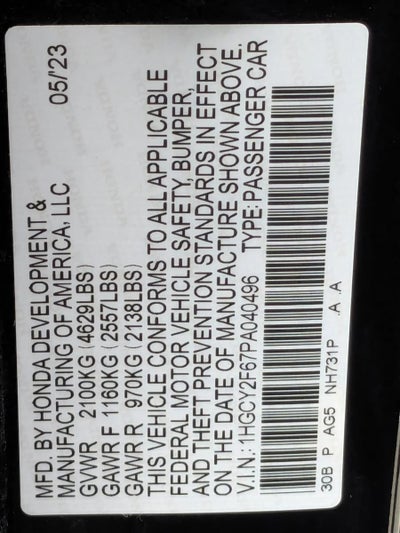 MFD. BY HONDA DEVELOPMENT & 05/'23
MANUFACTURING OF AMERICA, LLC.
GVWR 2100KG (4629LBS)
GAWR F 1160KG (2557LBS)
GAWR R 970KG (2138LBS)
THIS VEHICLE CONFORMS TO ALL APPLICABLE
FEDERAL MOTOR VEHICLE SAFETY, BUMPER,
AND THEFT PREVENTION STANDARDS IN EFFECT
ON THE DATE OF MANUFACTURE SHOWN ABOVE.
V.I.N.: 1HGCY2F67PA040496 TYPE: PASSENGER CAR
30B P AG5 NH731P .A .A